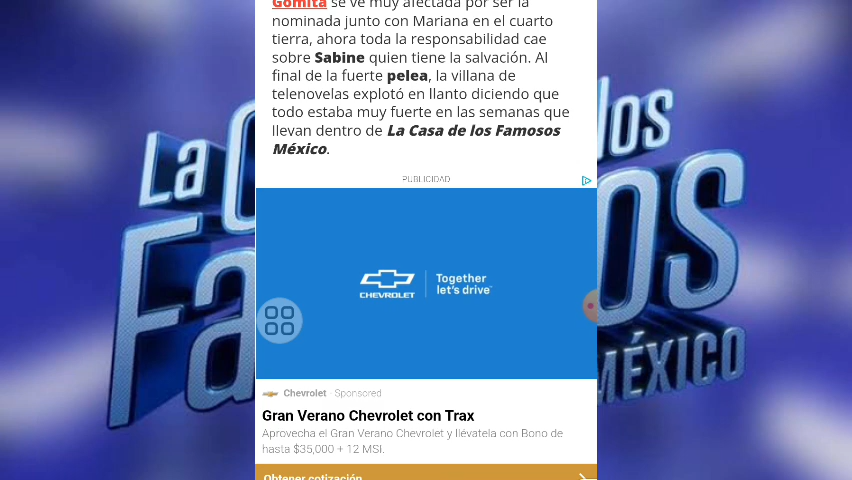 Gomita se ve muy afectada por ser la
nominada junto con Mariana en el cuarto
tierra, ahora toda la responsabilidad cae
sobre Sabine quien tiene la salvación. Al
final de la fuerte pelea, la villana de
telenovelas explotó en llanto diciendo que
todo estaba muy fuerte en las semanas que
llevan dentro de La Casa de los Famosos
México.
PUBLICIDAD
CHEVROLET
Together
let's drive™
Chevrolet · Sponsored
Gran Verano Chevrolet con Trax
Aprovecha el Gran Verano Chevrolet y llévatela con Bono de
hasta $35,000 + 12 MSI.
Obtener cotización
La
los
Fa
OS
MÉXICO